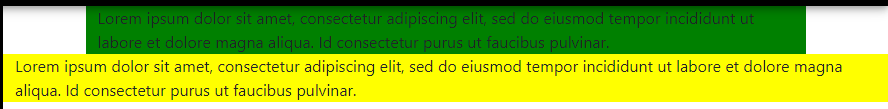 Lorem ipsum dolor sit amet, consectetur adipiscing elit, sed do eiusmod tempor incididunt ut
labore et dolore magna aliqua. Id consectetur purus ut faucibus pulvinar.
Lorem ipsum dolor sit amet, consectetur adipiscing elit, sed do eiusmod tempor incididunt ut labore et dolore magna
aliqua. Id consectetur purus ut faucibus pulvinar.